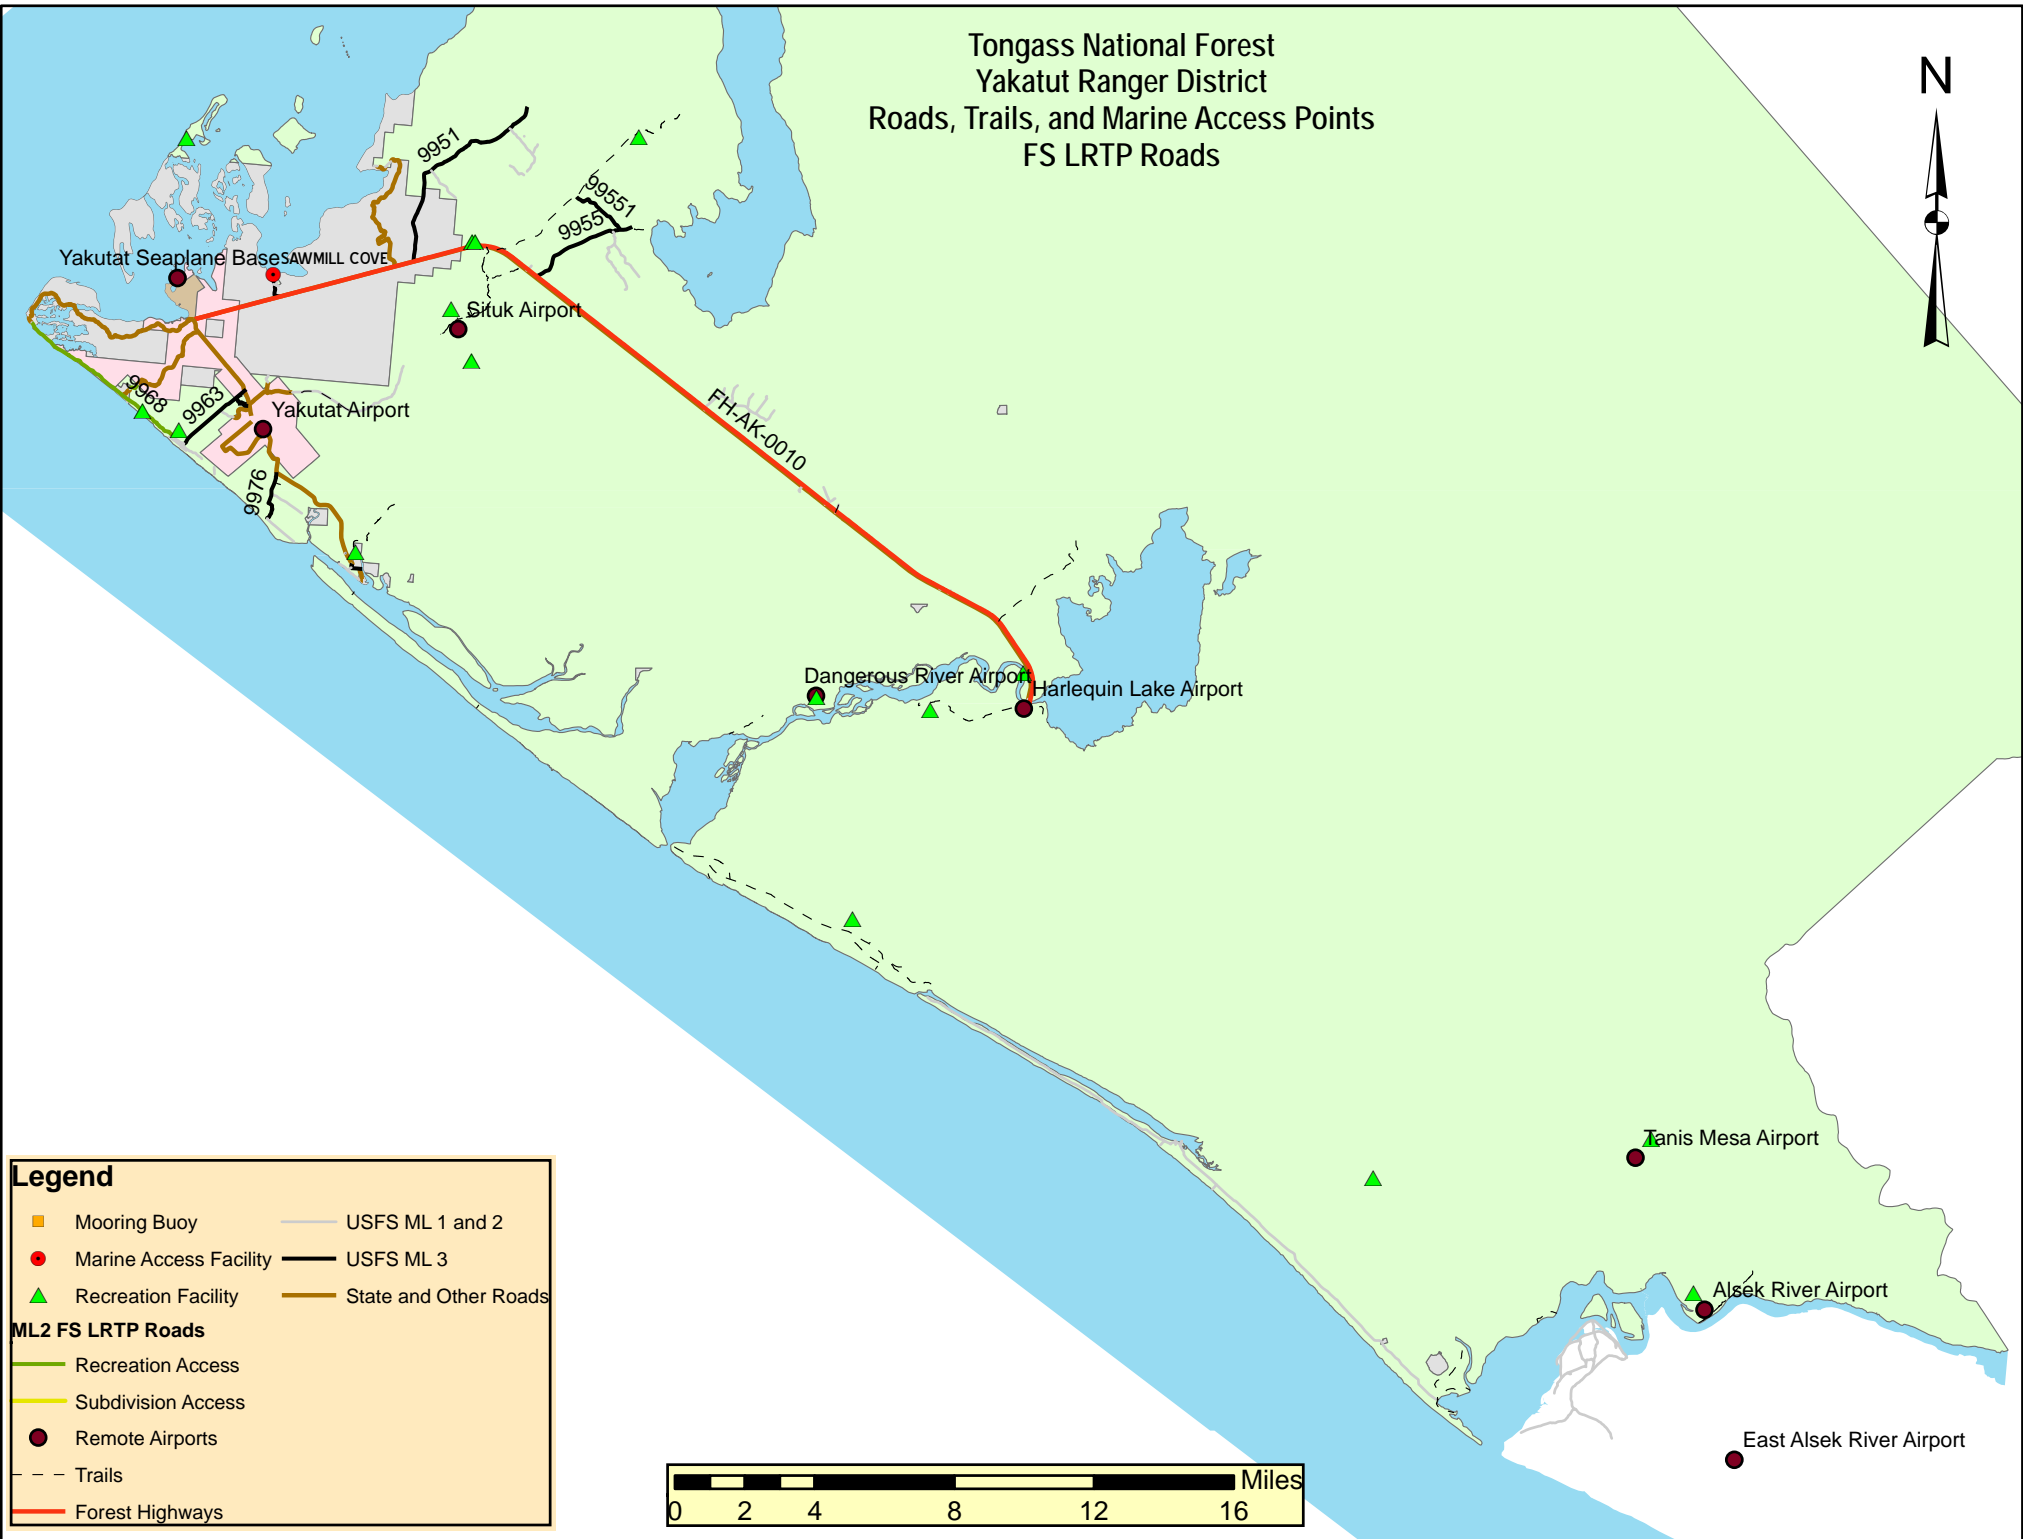 Tongass National Forest
Yakatut Ranger District
Roads, Trails, and Marine Access Points
FS LRTP Roads
N
9951
99551
9955
Yakutat Seaplane Base
SAWMILL COVE
Situk Airport
9968
9963
Yakutat Airport
FH-AK-0010
9976
Dangerous River Airport
Harlequin Lake Airport
Tanis Mesa Airport
Alsek River Airport
East Alsek River Airport
Legend
Mooring Buoy
USFS ML 1 and 2
Marine Access Facility
USFS ML 3
Recreation Facility
State and Other Roads
ML2 FS LRTP Roads
Recreation Access
Subdivision Access
Remote Airports
Trails
Forest Highways
Miles
0 2 4 8 12 16